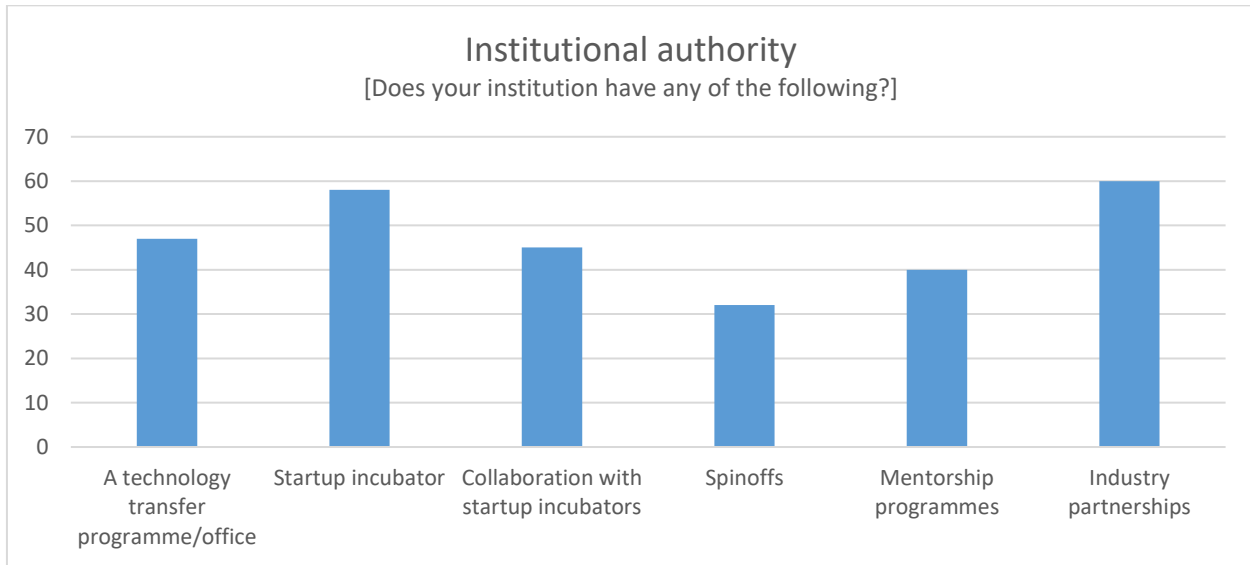 Institutional authority
[Does your institution have any of the following?]
70
60
50
40
30
20
10
0
A technology
transfer
programme/office
Startup incubator
Collaboration with
startup incubators
Spinoffs
Mentorship
programmes
Industry
partnerships